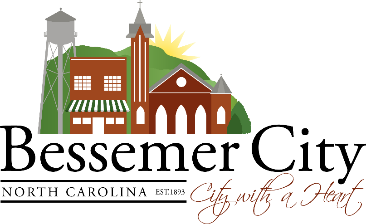 Bessemer City
NORTH CAROLINA EST.1893
City with a Heart